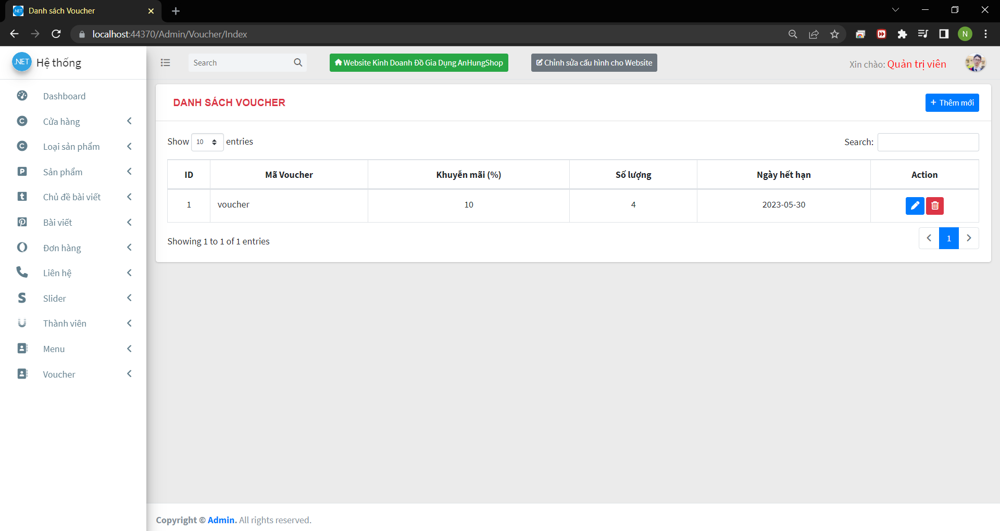 Danh sách Voucher
localhost:44370/Admin/Voucher/Index
N
.NET Hệ thống
Search
Website Kinh Doanh Đồ Gia Dụng AnHungShop
Chỉnh sửa cấu hình cho Website
Xin chào: Quản trị viên
Dashboard
Cửa hàng
Loại sản phẩm
Sản phẩm
Chủ đề bài viết
Bài viết
Đơn hàng
Liên hệ
Slider
Thành viên
Menu
Voucher
DANH SÁCH VOUCHER
+ Thêm mới
Show 10 entries
Search:
ID Mã Voucher Khuyễn mãi (%) Số lượng Ngày hết hạn Action
1 voucher 10 4 2023-05-30
Showing 1 to 1 of 1 entries
1
Copyright © Admin. All rights reserved.